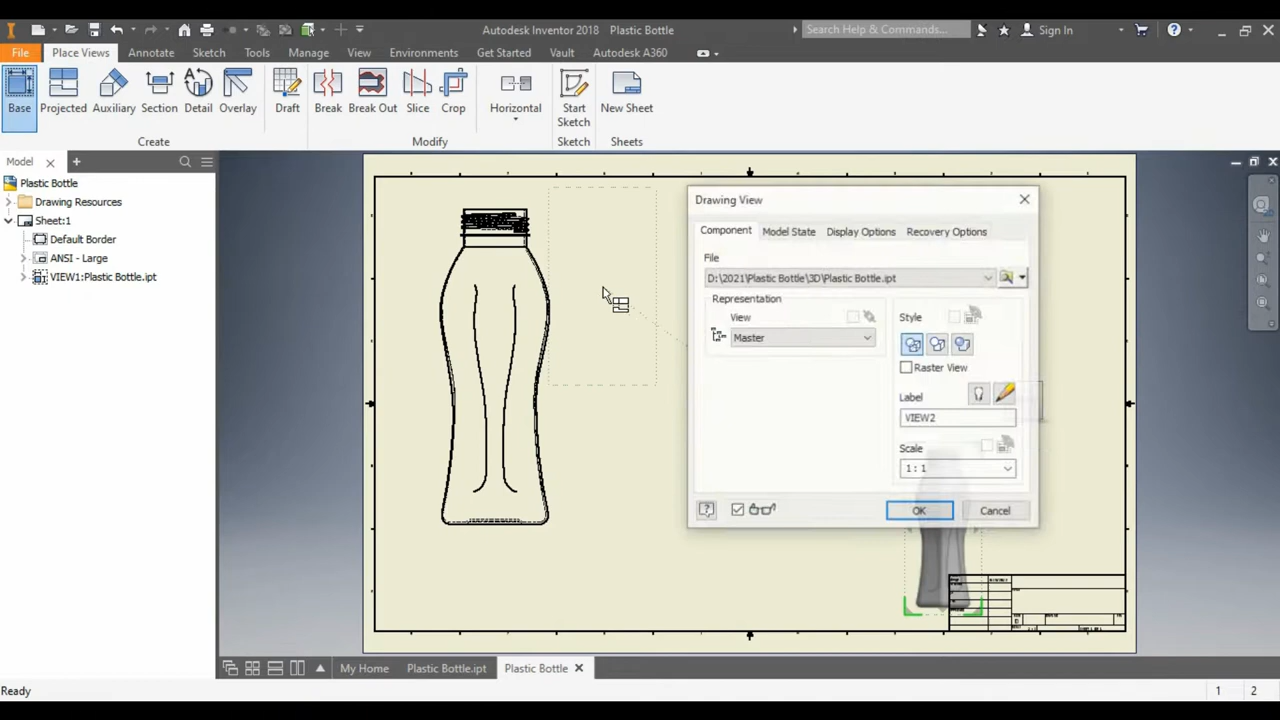 Autodesk Inventor 2018 Plastic Bottle
Search Help & Commands...
Sign In
File
Place Views
Annotate
Sketch
Tools
Manage
View
Environments
Get Started
Vault
Autodesk A360
Base
Projected
Auxiliary
Section
Detail
Overlay
Draft
Break
Break Out
Slice
Crop
Horizontal
Start
Sketch
New Sheet
Create
Modify
Sketch
Sheets
Model
Plastic Bottle
Drawing Resources
Sheet:1
Default Border
ANSI - Large
VIEW1:Plastic Bottle.ipt
Drawing View
Component
Model State
Display Options
Recovery Options
File
D:\2021\Plastic Bottle\3D\Plastic Bottle.ipt
Representation
View
Master
Style
Raster View
Label
VIEW2
Scale
1 : 1
OK
Cancel
My Home
Plastic Bottle.ipt
Plastic Bottle
Ready
1
2